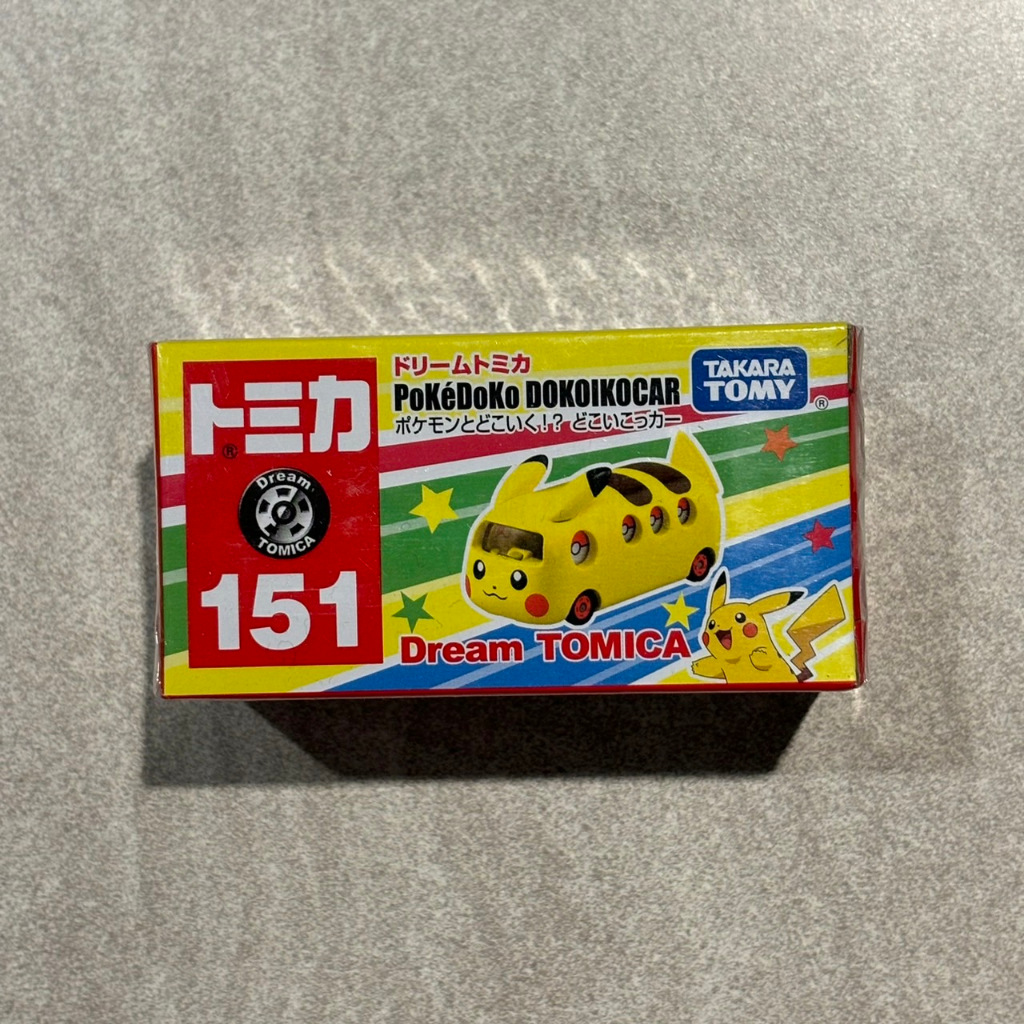 トミカ
®
Dream
TOMICA
151
ドリームトミカ
PoKéDoKo DOKOIKOCAR
ポケモンとどこいく!? どこいこっカー
TAKARA
TOMY
®
Dream TOMICA